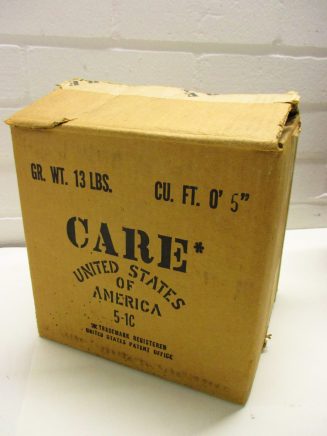 GR. WT. 13 LBS. CU. FT. 0' 5"
CARE*
UNITED STATES
OF
AMERICA
5-1C
* TRADEMARK REGISTERED
UNITED STATES PATENT OFFICE